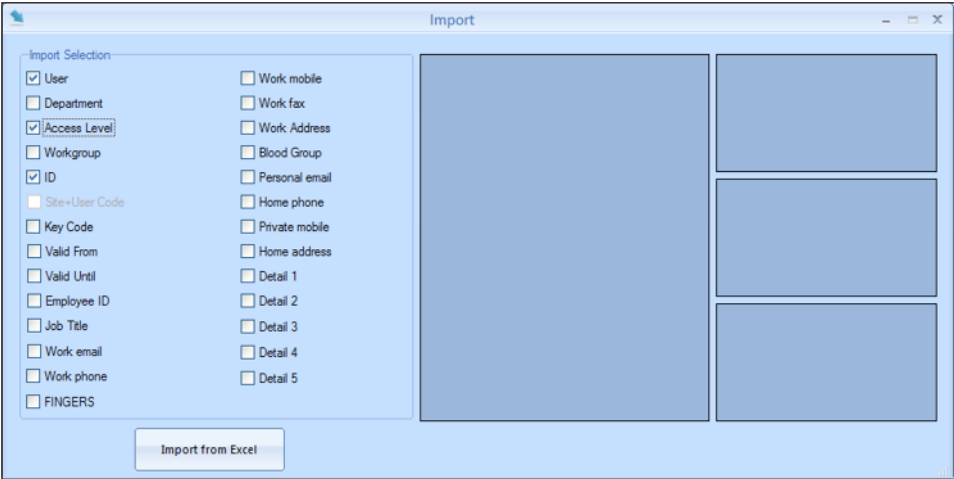 Import
Import Selection
User
Department
Access Level
Workgroup
ID
Site+User Code
Key Code
Valid From
Valid Until
Employee ID
Job Title
Work email
Work phone
FINGERS
Work mobile
Work fax
Work Address
Blood Group
Personal email
Home phone
Private mobile
Home address
Detail 1
Detail 2
Detail 3
Detail 4
Detail 5
Import from Excel